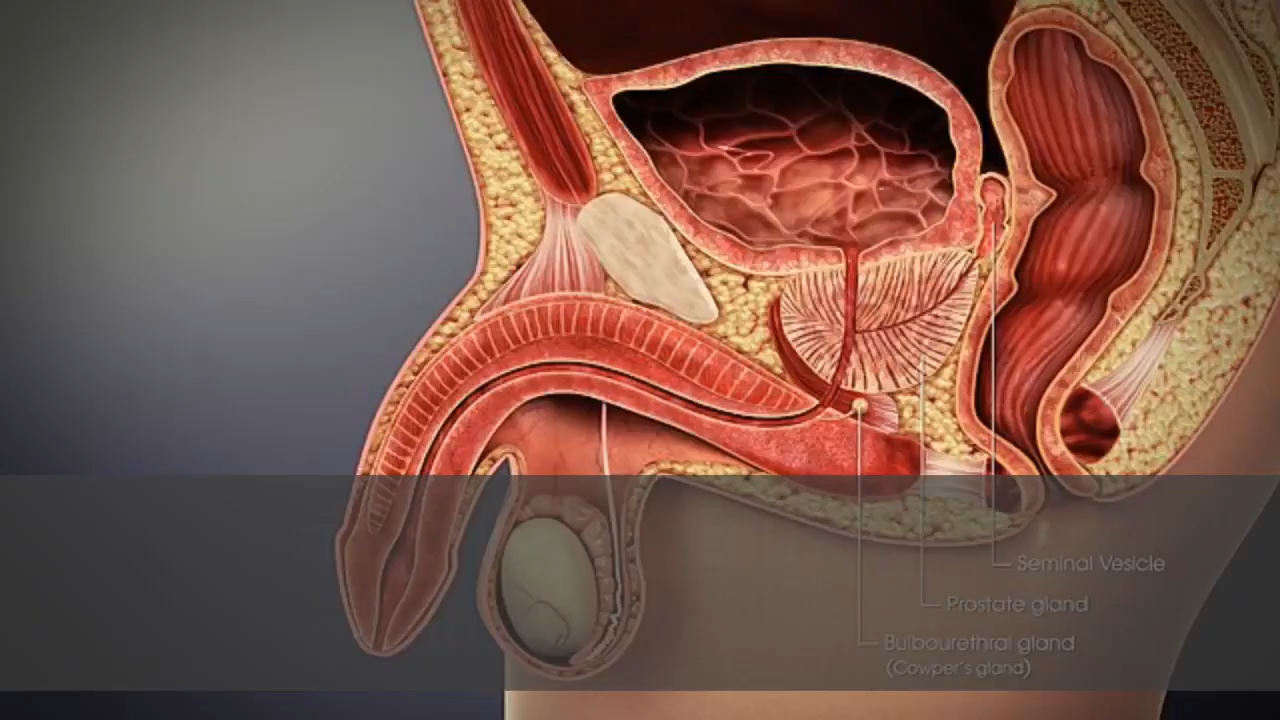 Seminal Vesicle
Prostate gland
Bulbourethral gland
(Cowper's gland)